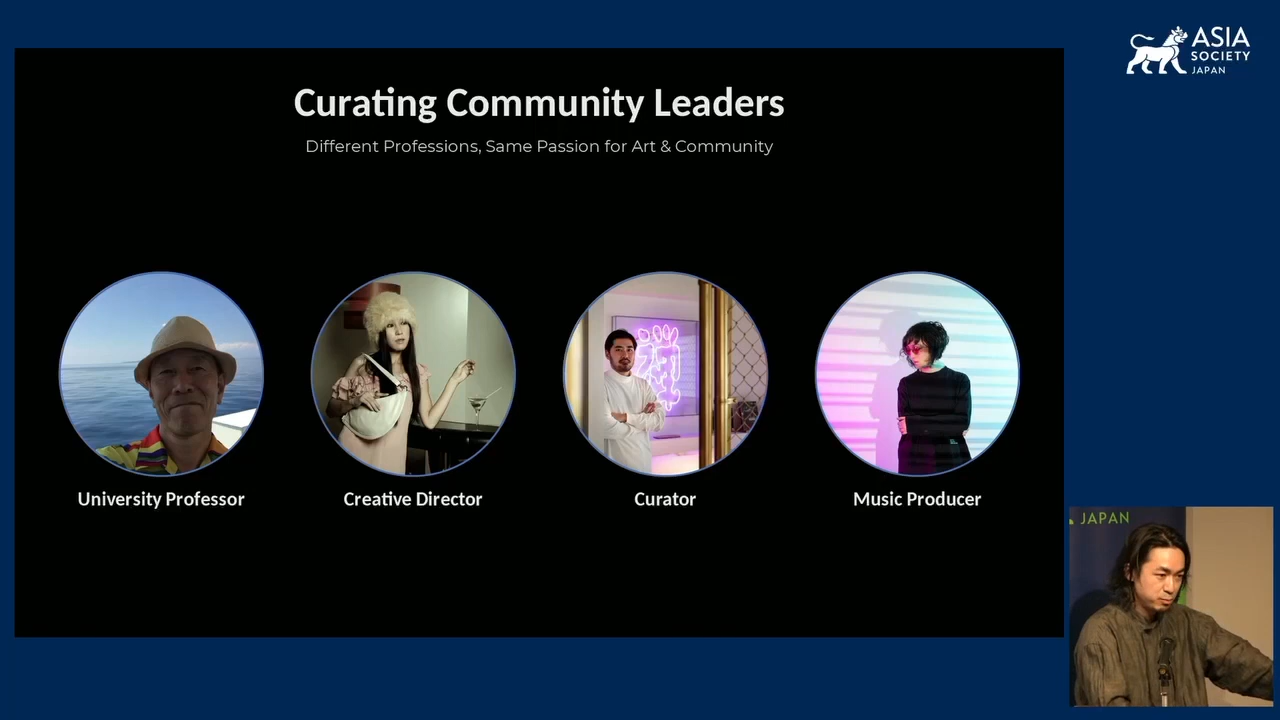 ASIA
SOCIETY
JAPAN
Curating Community Leaders
Different Professions, Same Passion for Art & Community
University Professor
Creative Director
Curator
Music Producer
JAPAN